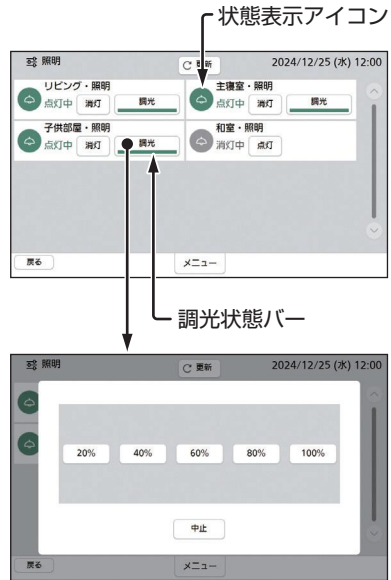 状態表示アイコン
照明
更新
2024/12/25 (水) 12:00
リビング・照明
点灯中 消灯 調光
主寝室・照明
点灯中 消灯 調光
子供部屋・照明
点灯中 消灯 調光
和室・照明
消灯中 点灯
戻る
メニュー
調光状態バー
照明
更新
2024/12/25 (水) 12:00
20% 40% 60% 80% 100%
中止
戻る
メニュー